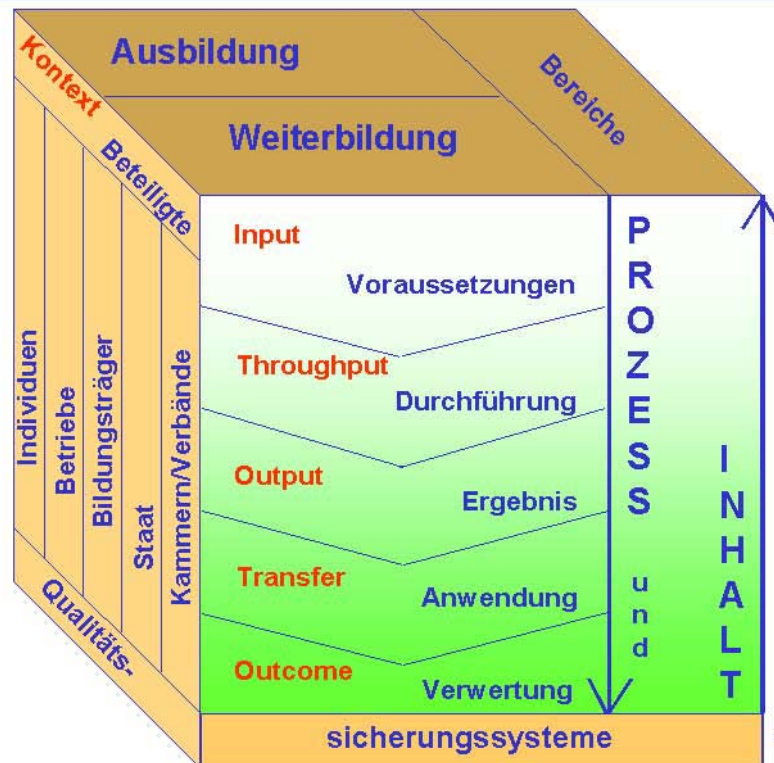 Ausbildung
Weiterbildung
Bereiche
Kontext
Beteiligte
Individuen
Betriebe
Bildungsträger
Staat
Kammern/Verbände
Input
Voraussetzungen
Throughput
Durchführung
Output
Ergebnis
Transfer
Anwendung
Outcome
Verwertung
PROZESS
und
INHALT
Qualitäts-
sicherungssysteme